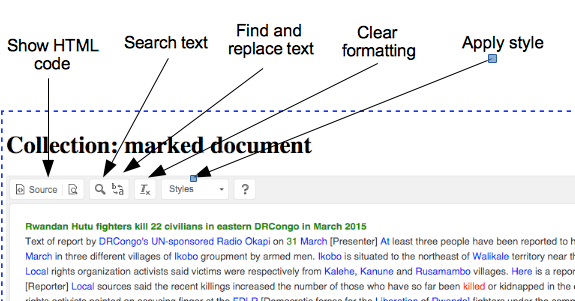 Show HTML code
Search text
Find and replace text
Clear formatting
Apply style
Collection: marked document
Source
Styles
?
Rwandan Hutu fighters kill 22 civilians in eastern DRCongo in March 2015
Text of report by DRCongo's UN-sponsored Radio Okapi on 31 March [Presenter] At least three people have been reported to h
March in three different villages of Ikobo groupment by armed men. Ikobo is situated to the northeast of Walikale territory near th
Local rights organization activists said victims were respectively from Kalehe, Kanune and Rusamambo villages. Here is a repor
[Reporter] Local sources said the recent killings increased the number of those who have so far been killed or kidnapped in the